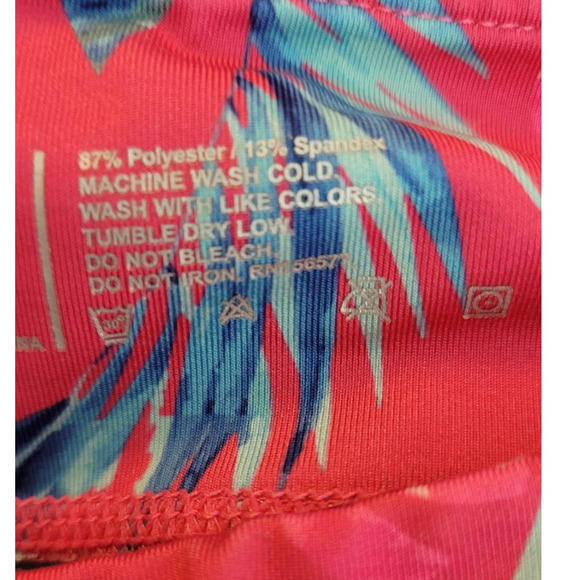 87% Polyester / 13% Spandex
MACHINE WASH COLD.
WASH WITH LIKE COLORS.
TUMBLE DRY LOW.
DO NOT BLEACH.
DO NOT IRON.
30°